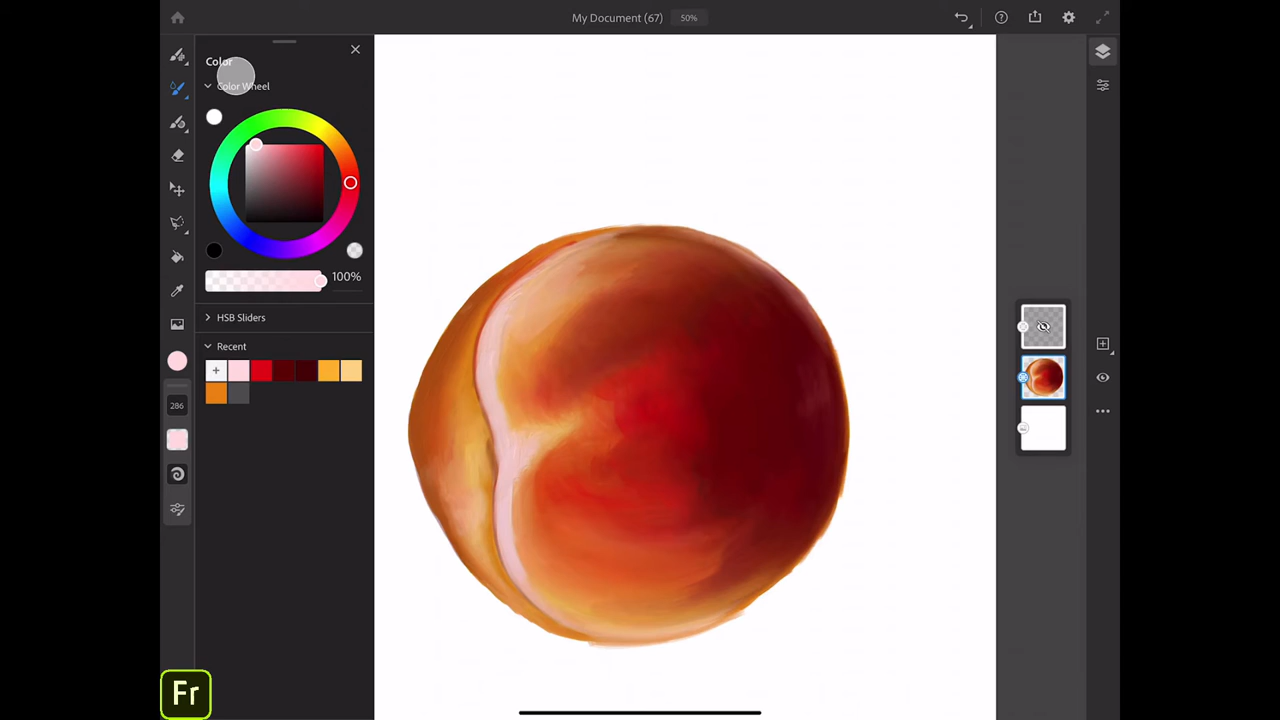 My Document (67)
50%
Color
Color Wheel
100%
HSB Sliders
Recent
286
Fr